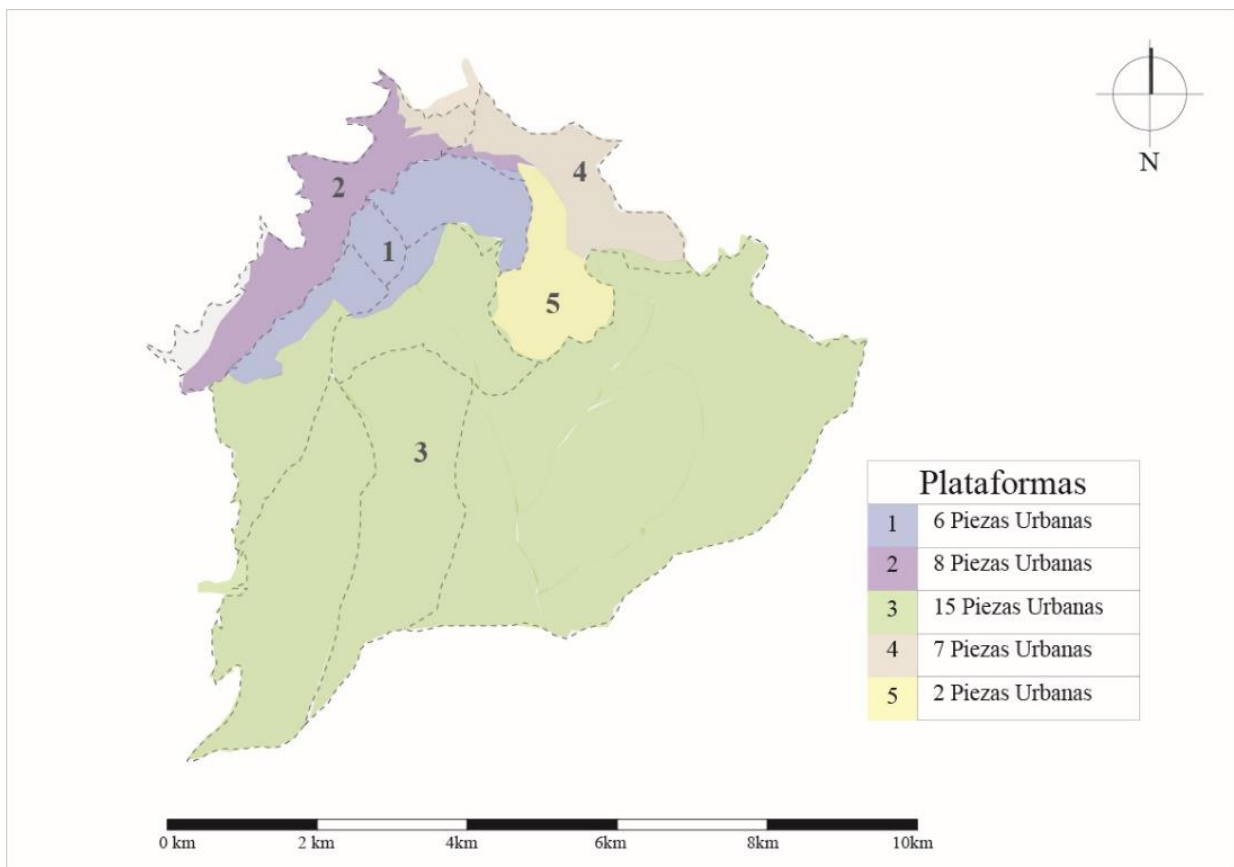 N
2
4
1
5
3
Plataformas
1 6 Piezas Urbanas
2 8 Piezas Urbanas
3 15 Piezas Urbanas
4 7 Piezas Urbanas
5 2 Piezas Urbanas
0 km 2 km 4km 6km 8km 10km